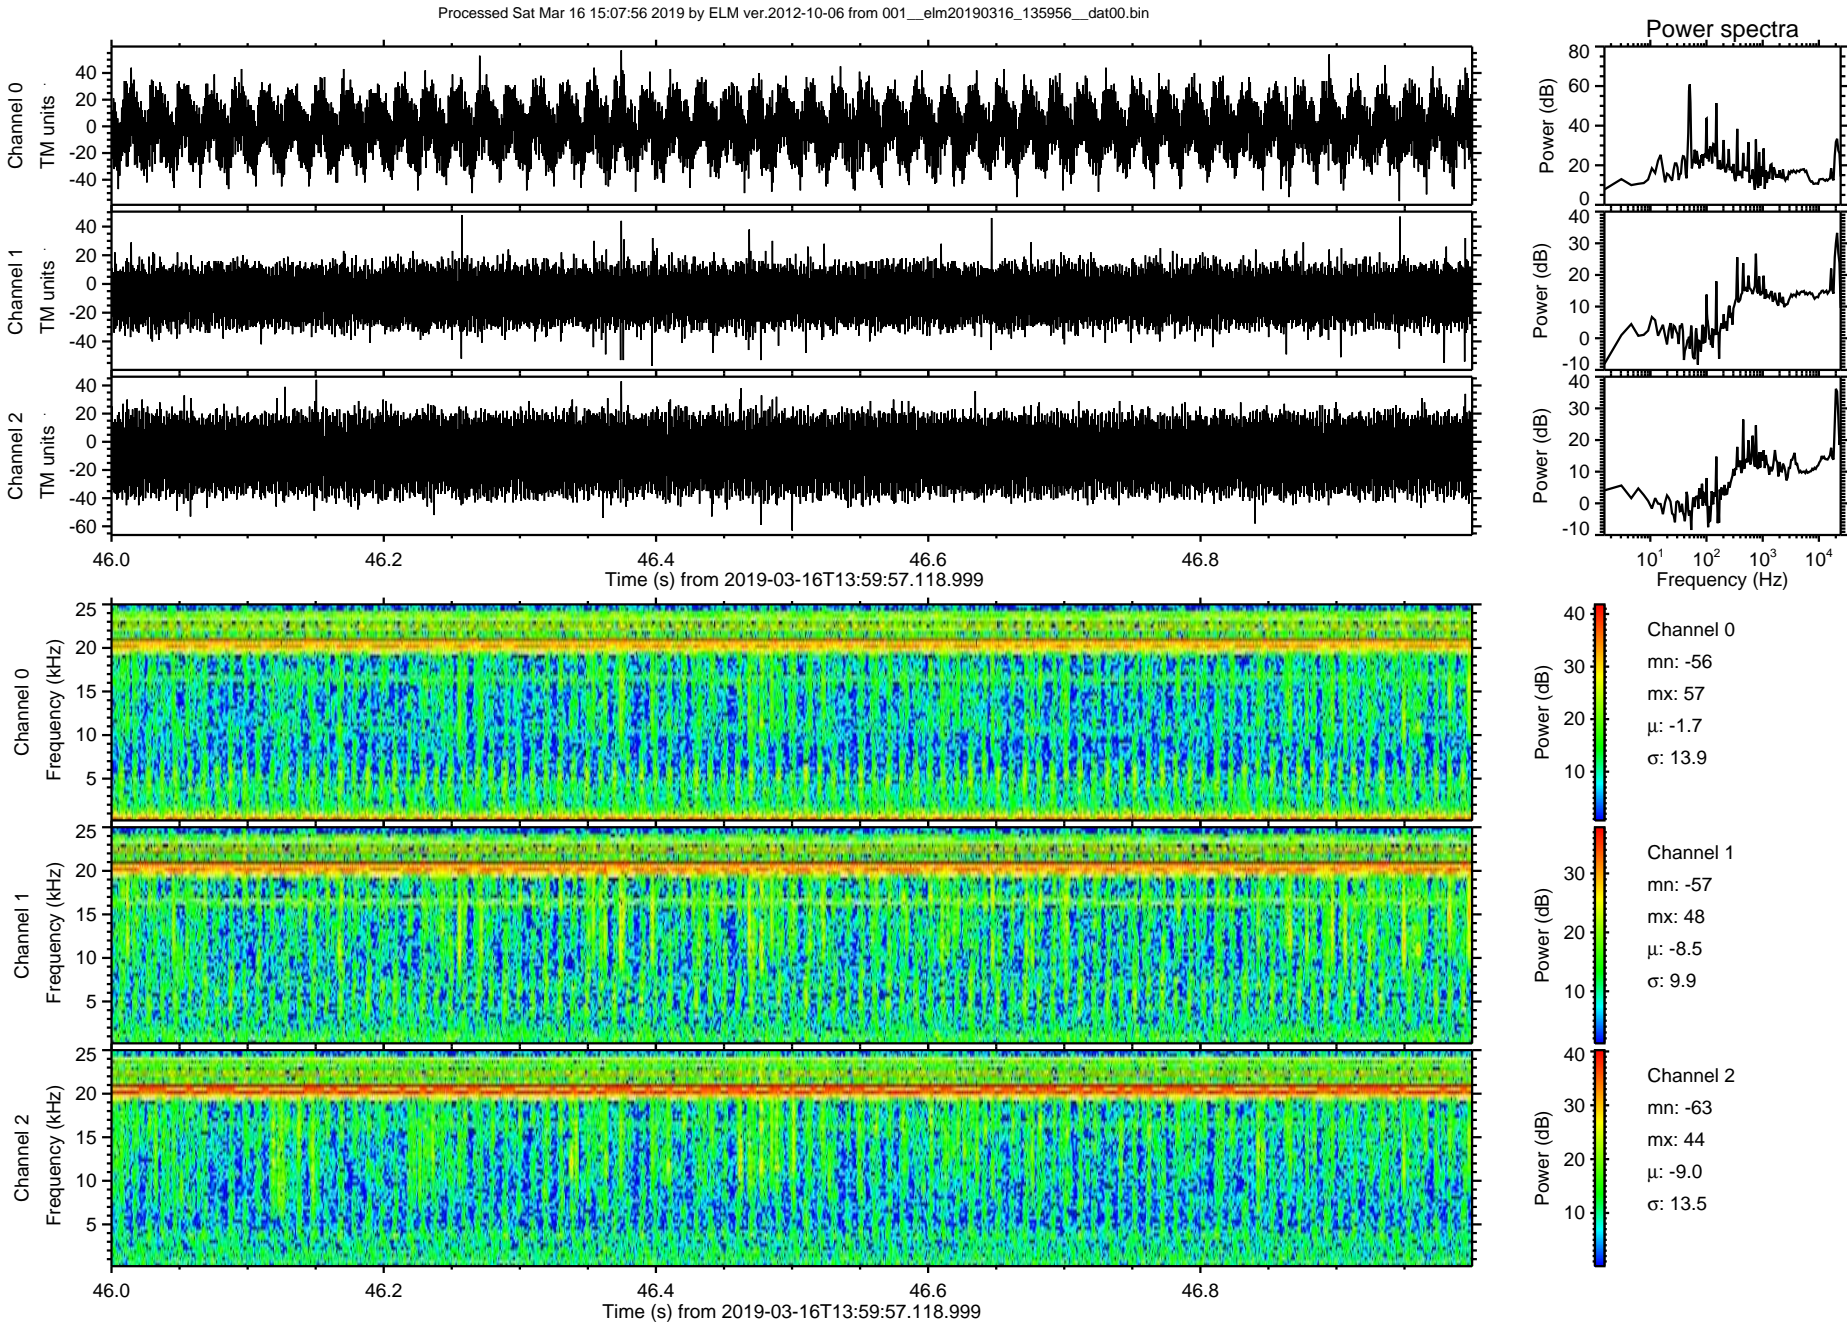 Processed Sat Mar 16 15:07:56 2019 by ELM ver.2012-10-06 from 001__elm20190316_135956__dat00.bin
Power spectra
Channel 0
TM units
40
20
0
-20
-40
Power (dB)
80
60
40
20
0
Channel 1
TM units
40
20
0
-20
-40
Power (dB)
40
30
20
10
0
-10
Channel 2
TM units
40
20
0
-20
-40
-60
Power (dB)
40
30
20
10
0
-10
46.0 46.2 46.4 46.6 46.8
Time (s) from 2019-03-16T13:59:57.118.999
10¹ 10² 10³ 10⁴
Frequency (Hz)
Channel 0
Frequency (kHz)
25
20
15
10
5
Power (dB)
40
30
20
10
Channel 0
mn: -56
mx: 57
μ: -1.7
σ: 13.9
Channel 1
Frequency (kHz)
25
20
15
10
5
Power (dB)
30
20
10
Channel 1
mn: -57
mx: 48
μ: -8.5
σ: 9.9
Channel 2
Frequency (kHz)
25
20
15
10
5
Power (dB)
40
30
20
10
Channel 2
mn: -63
mx: 44
μ: -9.0
σ: 13.5
46.0 46.2 46.4 46.6 46.8
Time (s) from 2019-03-16T13:59:57.118.999